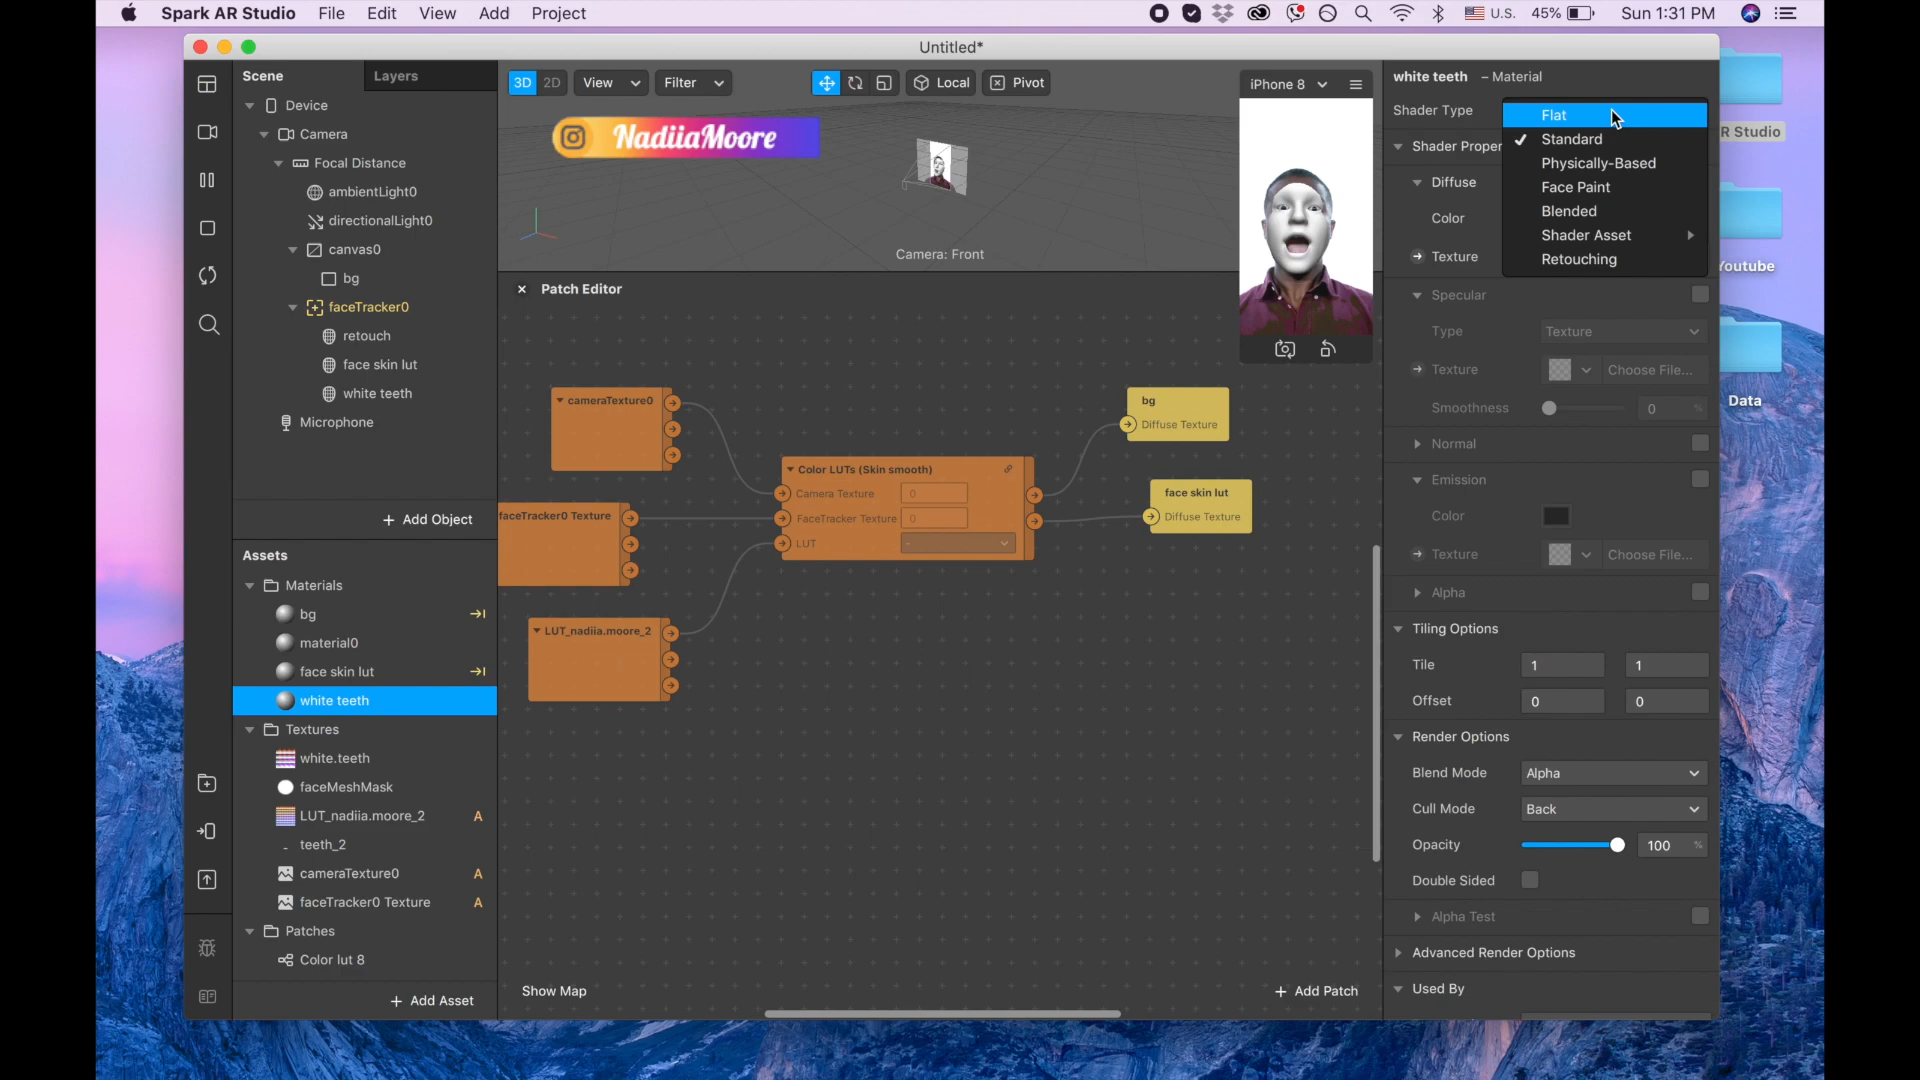 Spark AR Studio File Edit View Add Project U.S. 45% Sun 1:31 PM
Untitled*
Scene Layers
Device
Camera
Focal Distance
ambientLight0
directionalLight0
canvas0
bg
faceTracker0
retouch
face skin lut
white teeth
Microphone
+ Add Object
Assets
Materials
bg
material0
face skin lut
white teeth
Textures
white.teeth
faceMeshMask
LUT_nadiia.moore_2 A
teeth_2
cameraTexture0 A
faceTracker0 Texture A
Patches
Color lut 8
+ Add Asset
3D 2D View Filter Local Pivot
NadiiaMoore
Camera: Front
iPhone 8
Patch Editor
cameraTexture0
faceTracker0 Texture
LUT_nadiia.moore_2
Color LUTs (Skin smooth)
Camera Texture 0
FaceTracker Texture 0
LUT -
bg
Diffuse Texture
face skin lut
Diffuse Texture
Show Map
+ Add Patch
white teeth – Material
Shader Type
Flat
Standard
Physically-Based
Face Paint
Blended
Shader Asset
Retouching
Shader Proper
Diffuse
Color
Texture
Specular
Type Texture
Texture Choose File...
Smoothness 0 %
Normal
Emission
Color
Texture Choose File...
Alpha
Tiling Options
Tile 1 1
Offset 0 0
Render Options
Blend Mode Alpha
Cull Mode Back
Opacity 100 %
Double Sided
Alpha Test
Advanced Render Options
Used By
R Studio
Youtube
Data